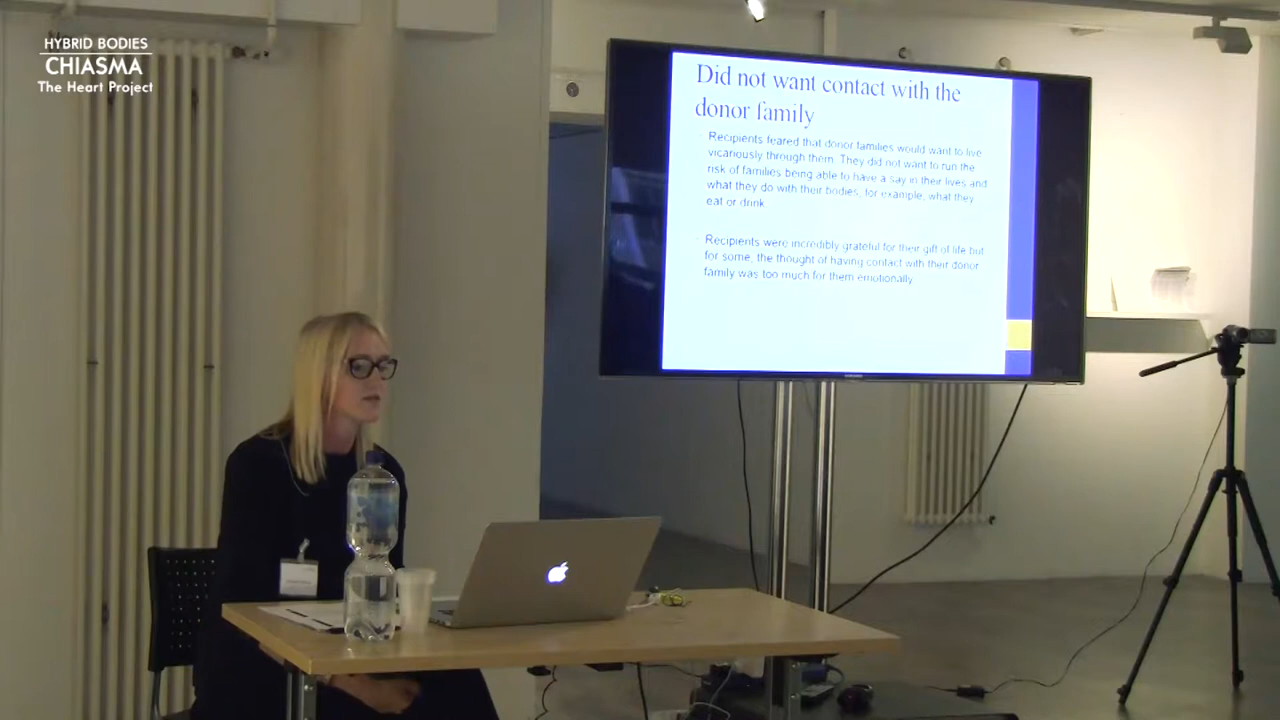 HYBRID BODIES
CHIASMA
The Heart Project
Did not want contact with the
donor family
Recipients feared that donor families would want to live
vicariously through them. They did not want to run the
risk of families being able to have a say in their lives and
what they do with their bodies, for example, what they
eat or drink
Recipients were incredibly grateful for their gift of life but
for some, the thought of having contact with their donor
family was too much for them emotionally
SAMSUNG